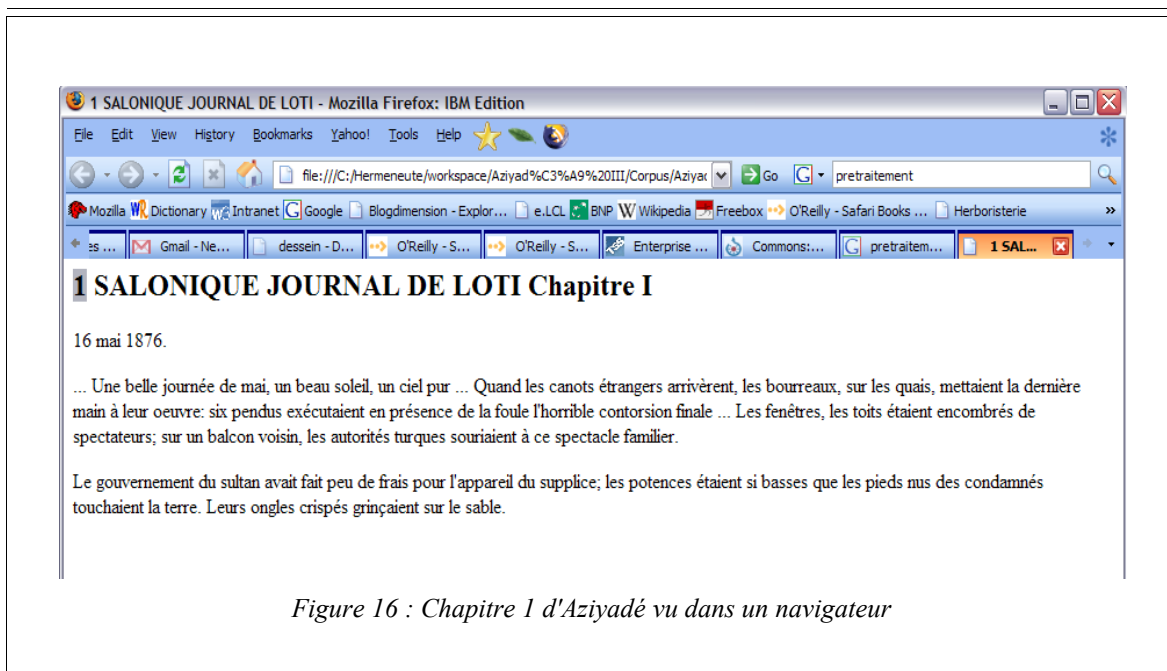 1 SALONIQUE JOURNAL DE LOTI - Mozilla Firefox: IBM Edition
File Edit View History Bookmarks Yahoo! Tools Help
file:///C:/Hermeneute/workspace/Aziyad%C3%A9%20III/Corpus/Aziyac Go G pretraitement
Mozilla WR Dictionary Intranet G Google Blogdimension - Explor... e.LCL BNP W Wikipedia Freebox O'Reilly - Safari Books ... Herboristerie »
es ... Gmail - Ne... dessein - D... O'Reilly - S... O'Reilly - S... Enterprise ... Commons:... G pretraitem... 1 SAL...
1 SALONIQUE JOURNAL DE LOTI Chapitre I
16 mai 1876.
... Une belle journée de mai, un beau soleil, un ciel pur ... Quand les canots étrangers arrivèrent, les bourreaux, sur les quais, mettaient la dernière
main à leur oeuvre: six pendus exécutaient en présence de la foule l'horrible contorsion finale ... Les fenêtres, les toits étaient encombrés de
spectateurs; sur un balcon voisin, les autorités turques souriaient à ce spectacle familier.
Le gouvernement du sultan avait fait peu de frais pour l'appareil du supplice; les potences étaient si basses que les pieds nus des condamnés
touchaient la terre. Leurs ongles crispés grinçaient sur le sable.
Figure 16 : Chapitre 1 d'Aziyadé vu dans un navigateur